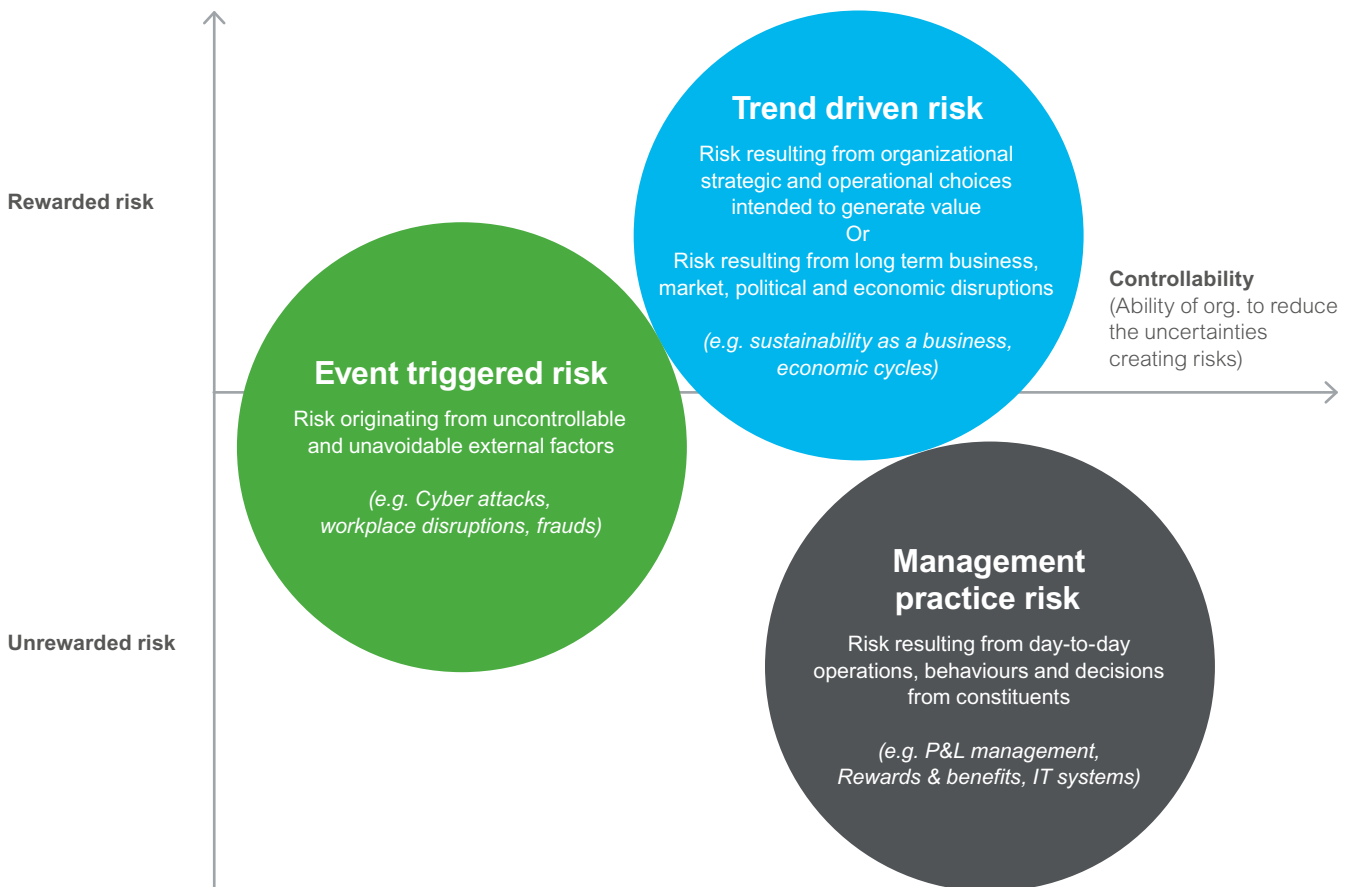 Rewarded risk
Unrewarded risk
Trend driven risk
Risk resulting from organizational
strategic and operational choices
intended to generate value
Or
Risk resulting from long term business,
market, political and economic disruptions
(e.g. sustainability as a business,
economic cycles)
Controllability
(Ability of org. to reduce
the uncertainties
creating risks)
Event triggered risk
Risk originating from uncontrollable
and unavoidable external factors
(e.g. Cyber attacks,
workplace disruptions, frauds)
Management
practice risk
Risk resulting from day-to-day
operations, behaviours and decisions
from constituents
(e.g. P&L management,
Rewards & benefits, IT systems)